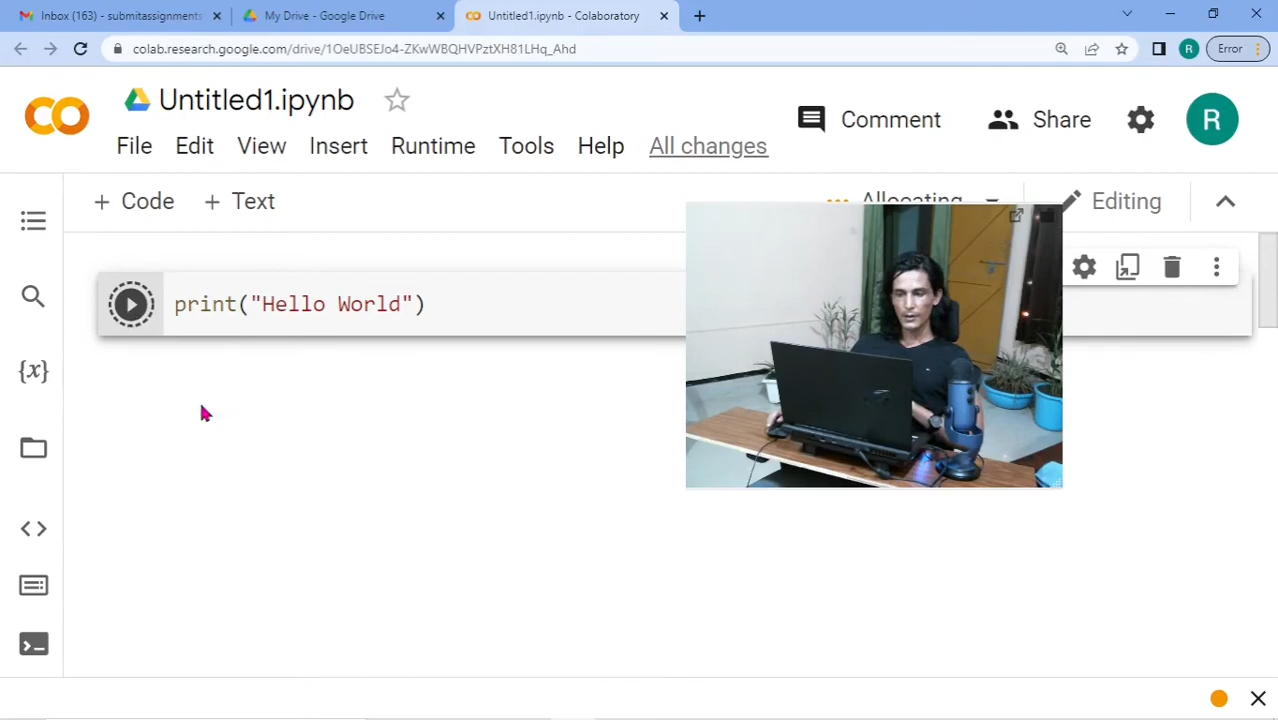 Inbox (163) - submitassignments
My Drive - Google Drive
Untitled1.ipynb - Colaboratory
colab.research.google.com/drive/1OeUBSEJo4-ZKwWBQHVPztXH81LHq_Ahd
R
Error
Untitled1.ipynb
Comment
Share
R
File Edit View Insert Runtime Tools Help All changes
+ Code + Text
Allocating
Editing
{x}
print("Hello World")